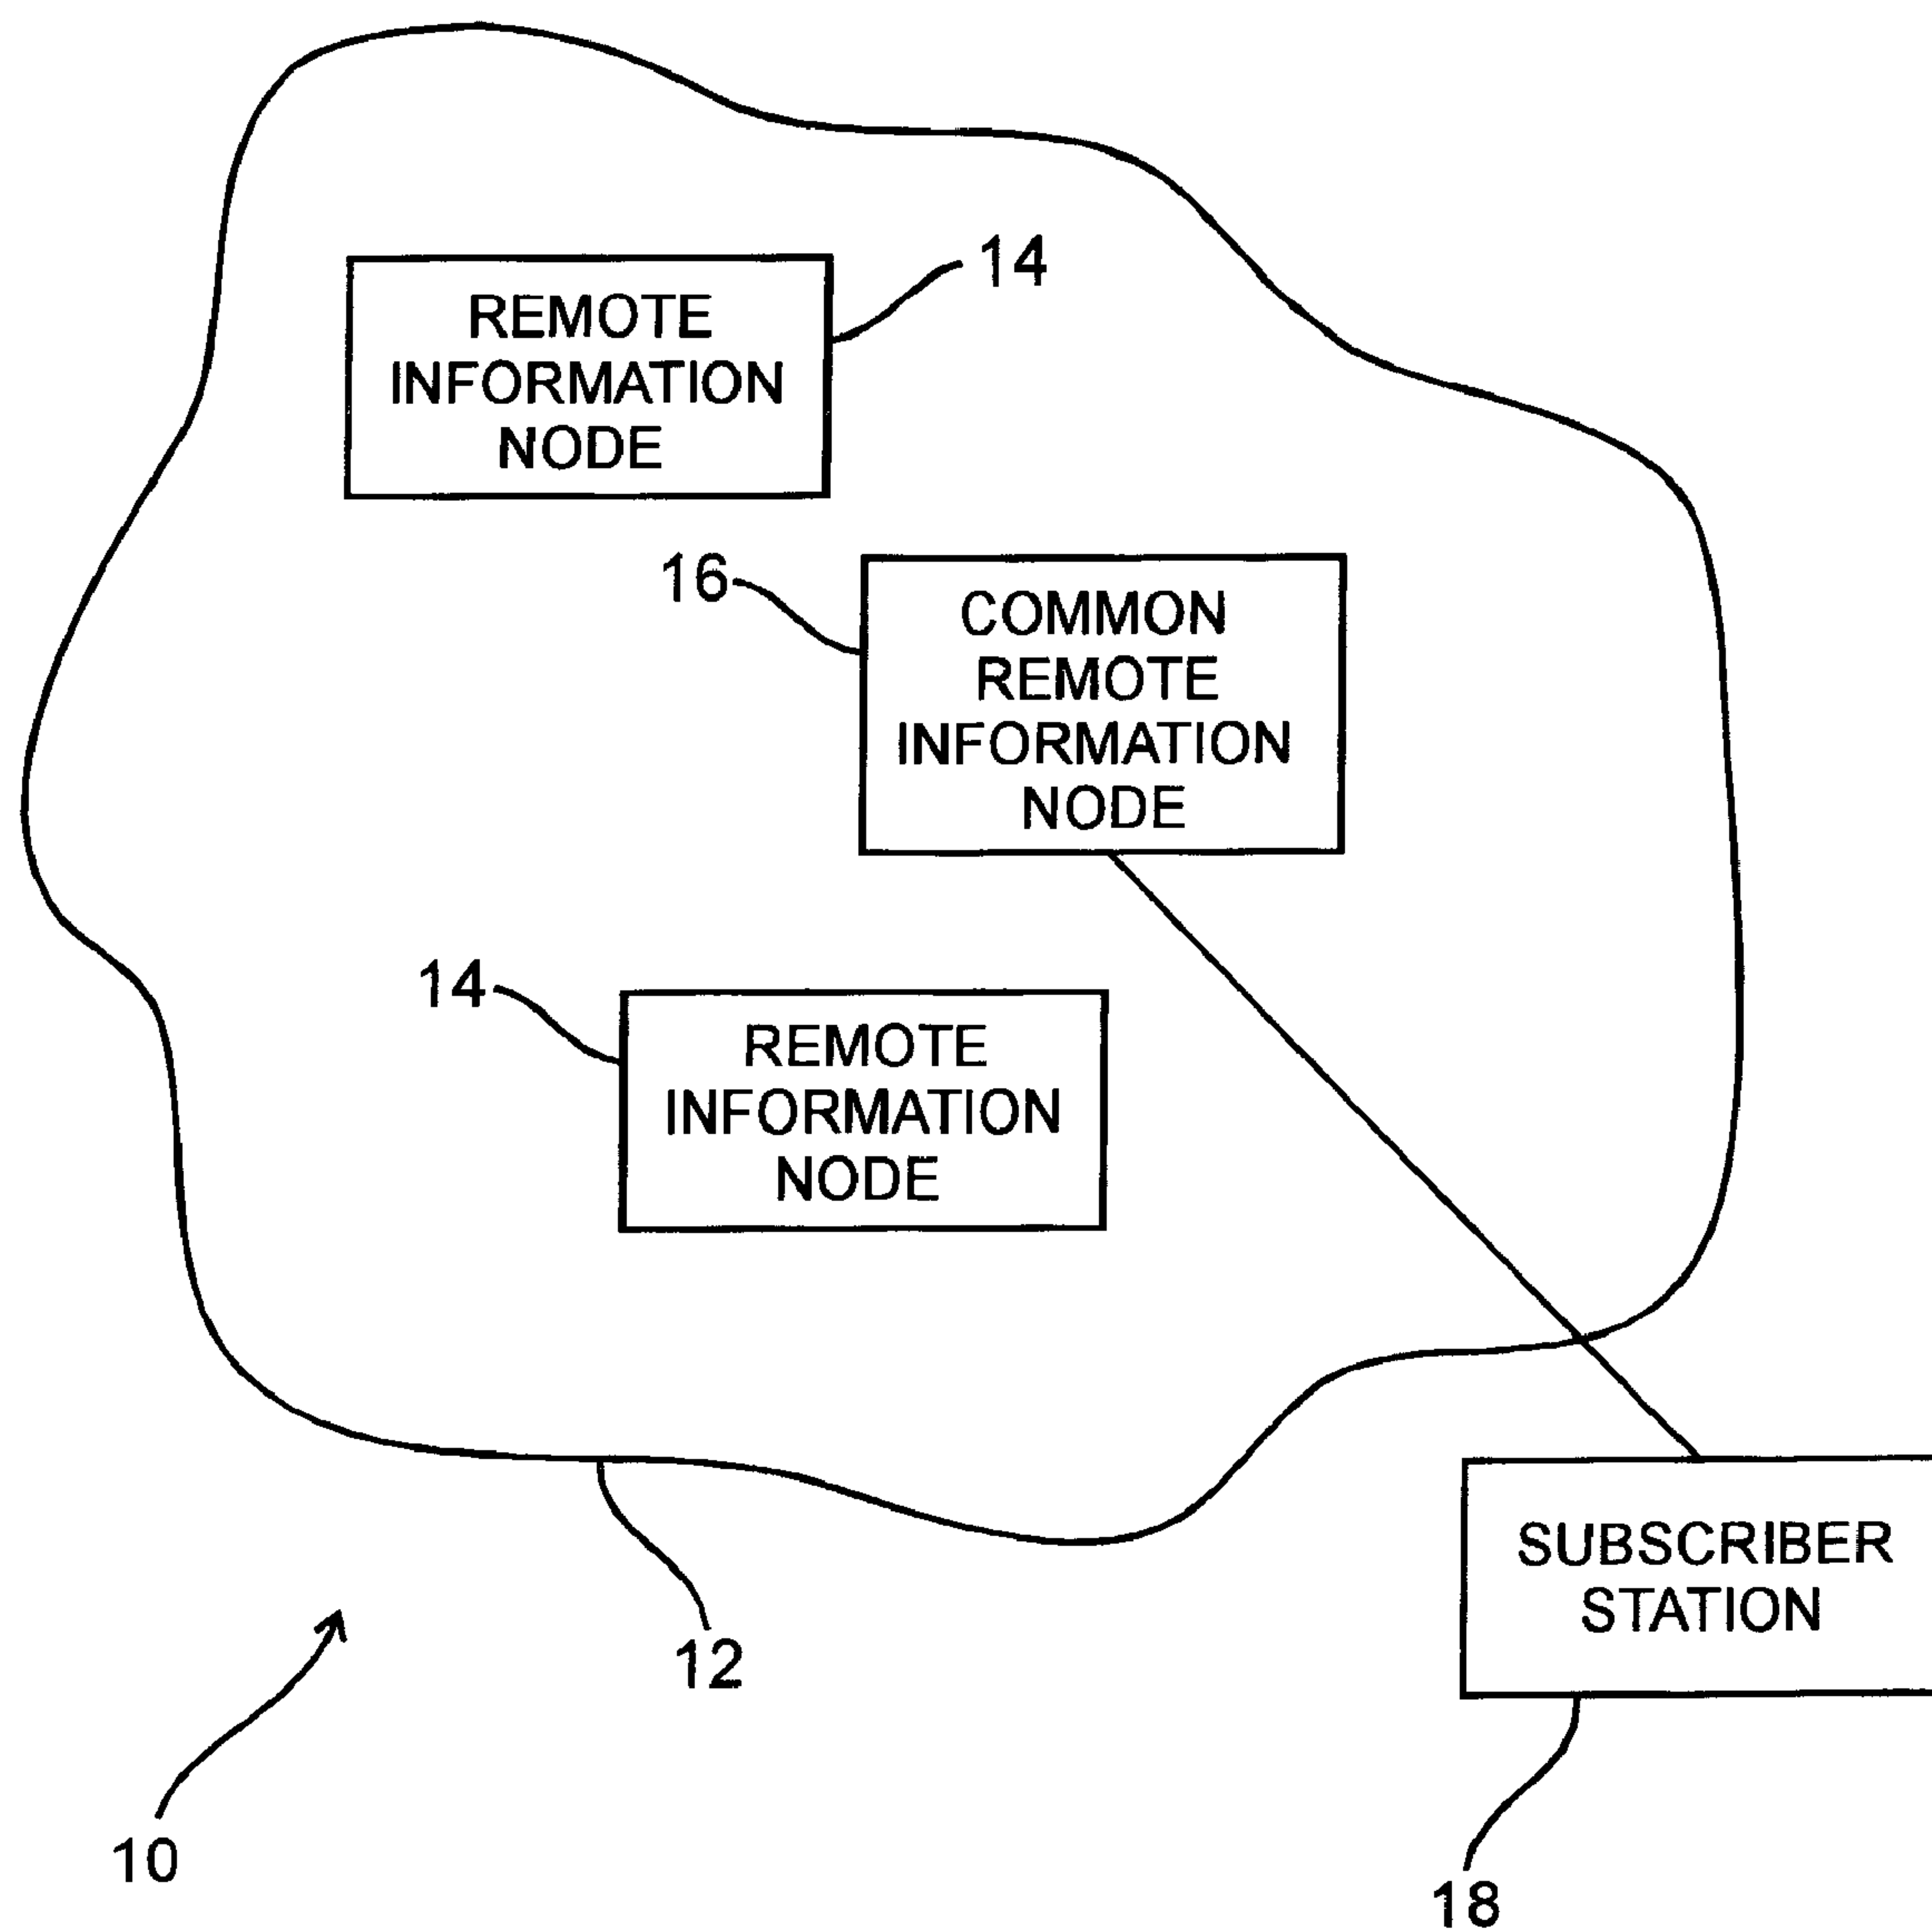 14
REMOTE
INFORMATION
NODE
16
COMMON
REMOTE
INFORMATION
NODE
14
REMOTE
INFORMATION
NODE
SUBSCRIBER
STATION
12
10
18